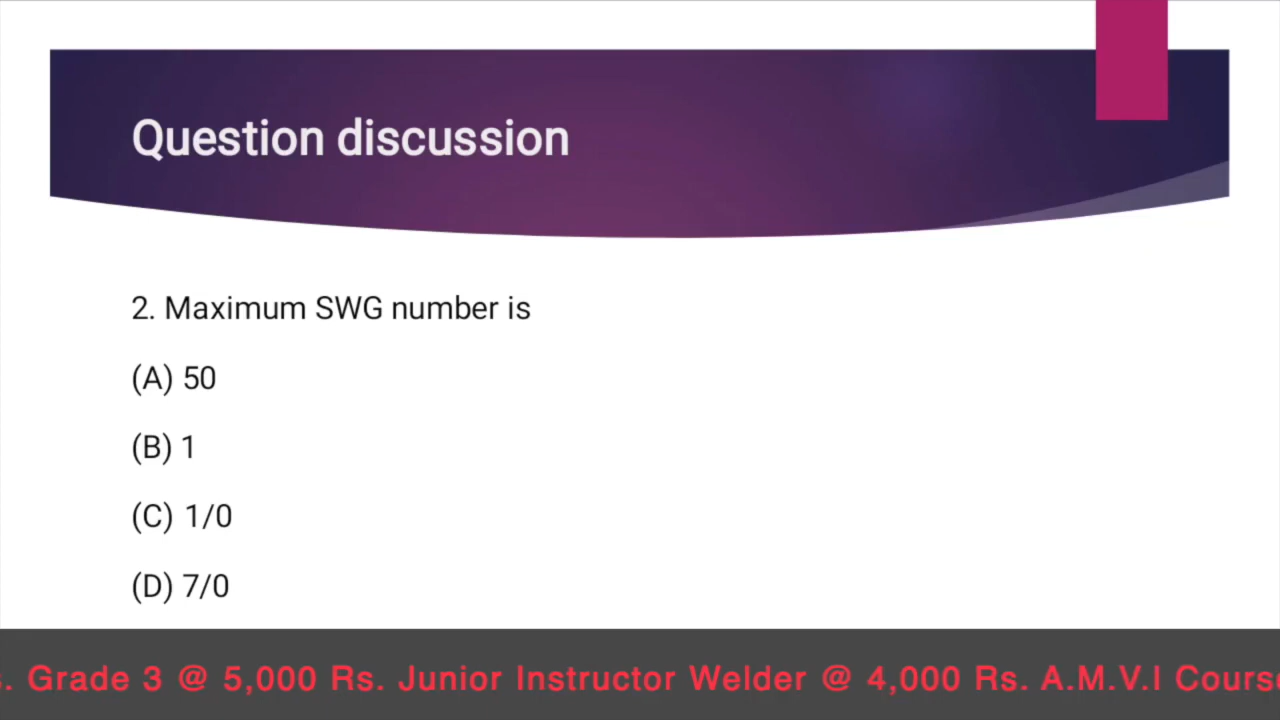 Question discussion
2. Maximum SWG number is
(A) 50
(B) 1
(C) 1/0
(D) 7/0
. Grade 3 @ 5,000 Rs. Junior Instructor Welder @ 4,000 Rs. A.M.V.I Cours